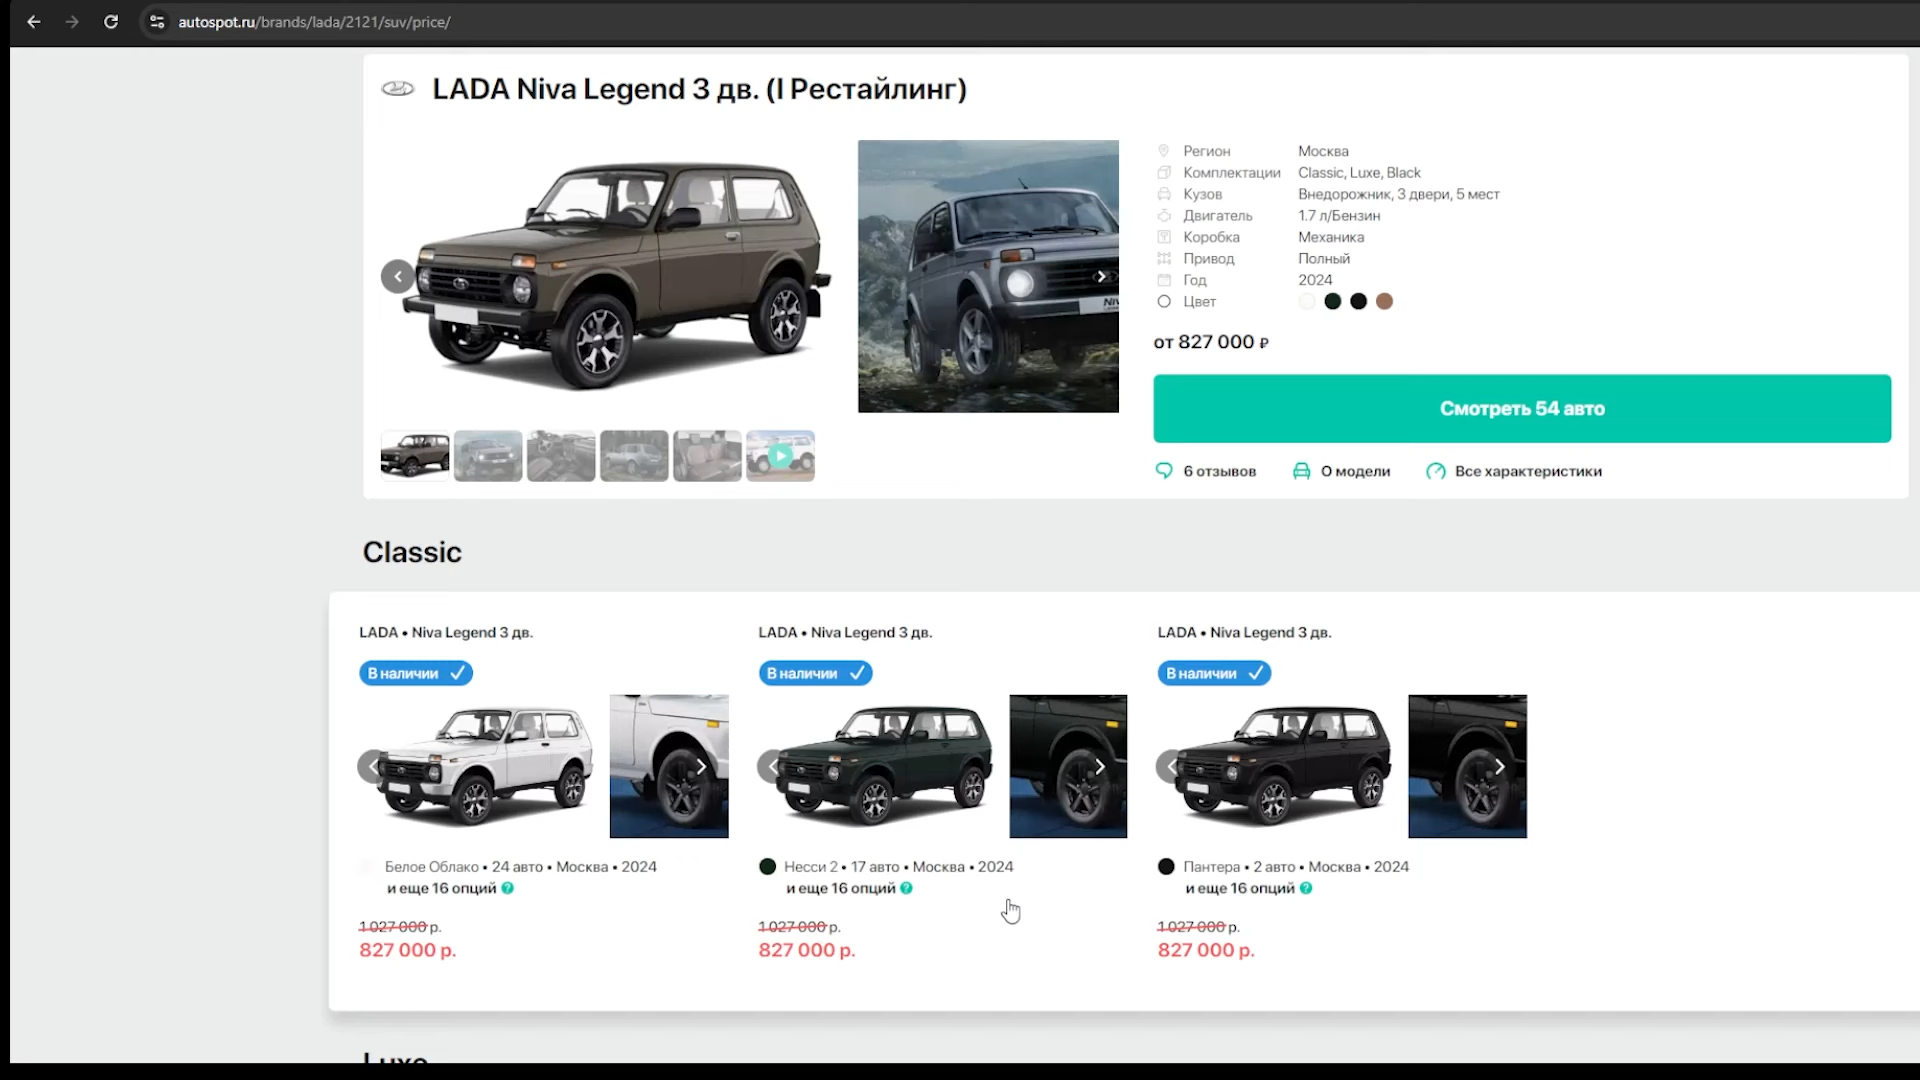 autospot.ru/brands/lada/2121/suv/price/
LADA Niva Legend 3 дв. (I Рестайлинг)
Регион Москва
Комплектации Classic, Luxe, Black
Кузов Внедорожник, 3 двери, 5 мест
Двигатель 1.7 л/Бензин
Коробка Механика
Привод Полный
Год 2024
Цвет
от 827 000 ₽
Смотреть 54 авто
6 отзывов О модели Все характеристики
Classic
LADA • Niva Legend 3 дв.
В наличии
Белое Облако • 24 авто • Москва • 2024
и еще 16 опций ?
1 027 000 р.
827 000 р.
LADA • Niva Legend 3 дв.
В наличии
Несси 2 • 17 авто • Москва • 2024
и еще 16 опций ?
1 027 000 р.
827 000 р.
LADA • Niva Legend 3 дв.
В наличии
Пантера • 2 авто • Москва • 2024
и еще 16 опций ?
1 027 000 р.
827 000 р.
Luxe